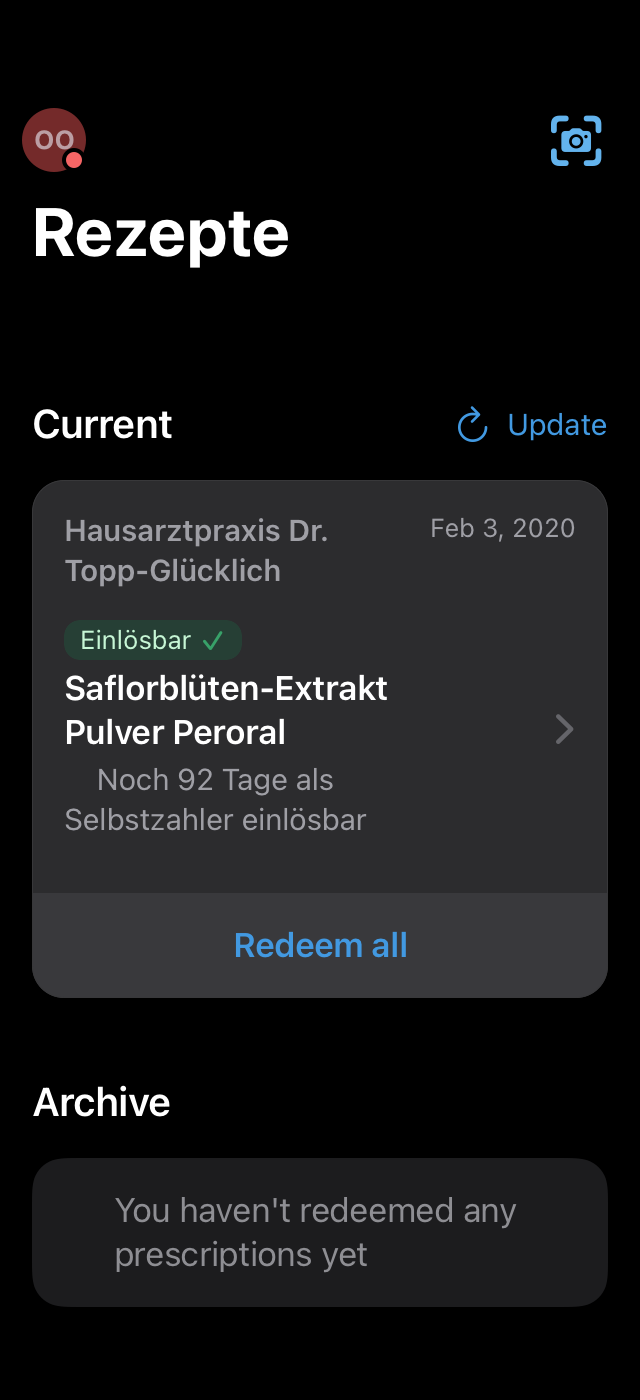 OO
Rezepte
Current
Update
Hausarztpraxis Dr.
Topp-Glücklich
Feb 3, 2020
Einlösbar
Saflorblüten-Extrakt
Pulver Peroral
Noch 92 Tage als
Selbstzahler einlösbar
Redeem all
Archive
You haven't redeemed any
prescriptions yet